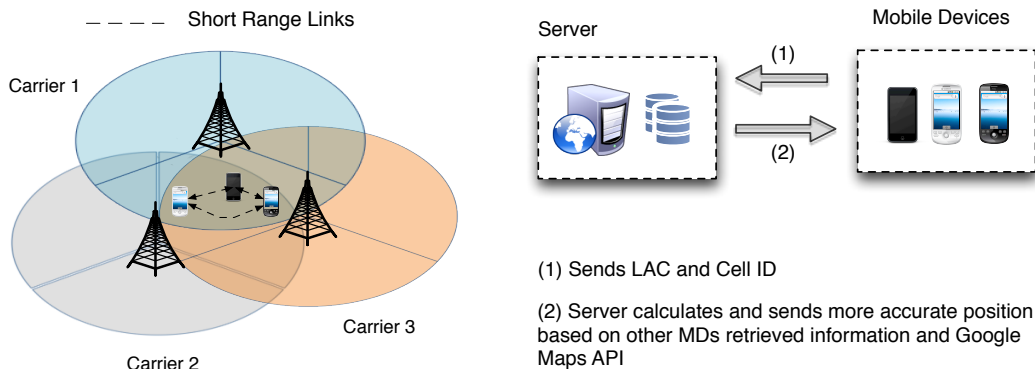 Short Range Links
Carrier 1
Carrier 2
Carrier 3
Server
Mobile Devices
(1)
(2)
(1) Sends LAC and Cell ID
(2) Server calculates and sends more accurate position
based on other MDs retrieved information and Google
Maps API